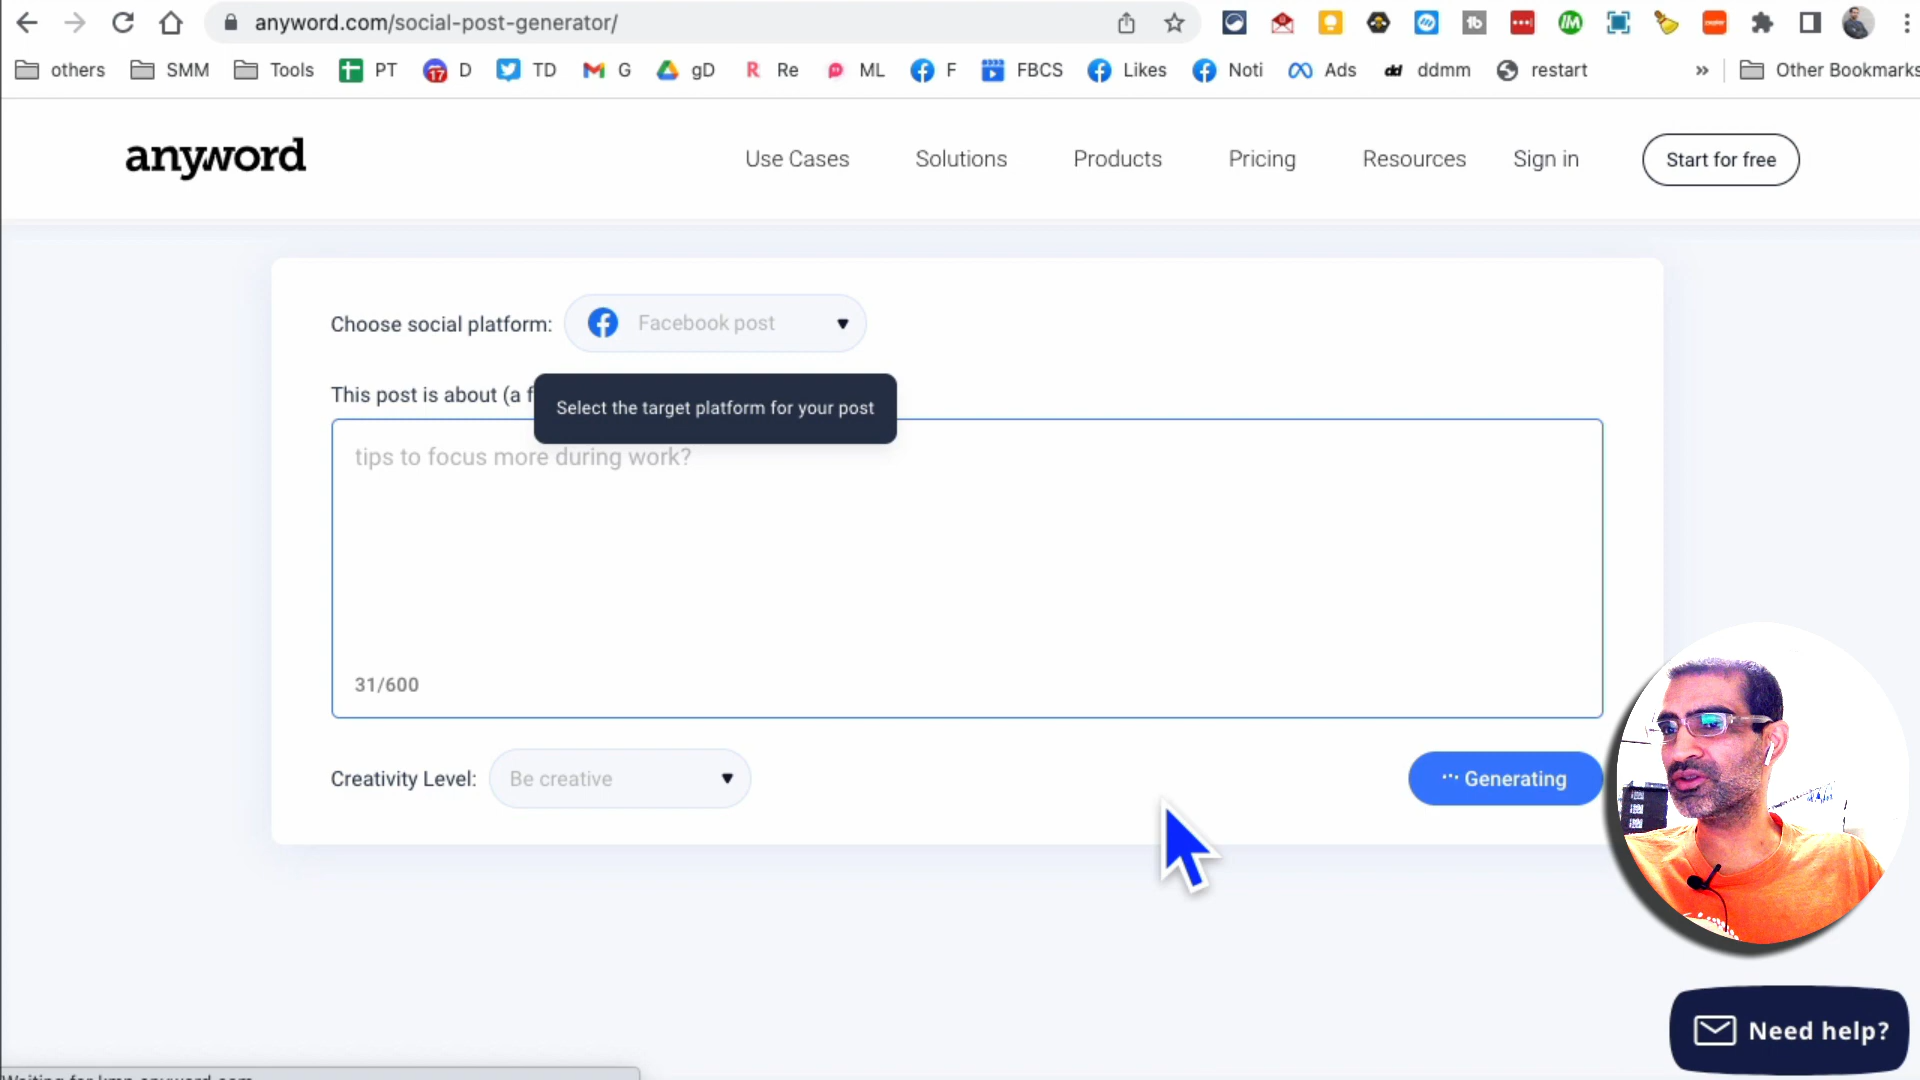 anyword.com/social-post-generator/
others SMM Tools PT D TD G gD Re ML F FBCS Likes Noti Ads ddmm restart » Other Bookmarks
anyword
Use Cases Solutions Products Pricing Resources Sign in Start for free
Choose social platform: Facebook post
This post is about (a f
Select the target platform for your post
tips to focus more during work?
31/600
Creativity Level: Be creative
Generating
Need help?